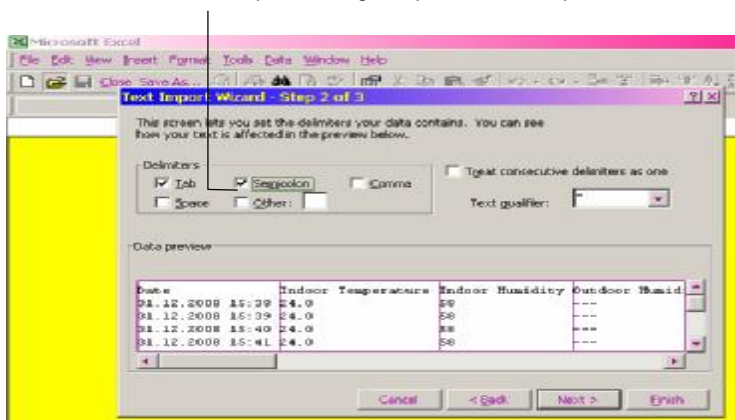 Microsoft Excel
File Edit View Insert Format Tools Data Window Help
Close Save As...
Text Import Wizard - Step 2 of 3
This screen lets you set the delimiters your data contains. You can see
how your text is affected in the preview below.
Delimiters
Tab Semicolon Comma
Space Other:
Treat consecutive delimiters as one
Text qualifier: "
Data preview
Date Indoor Temperature Indoor Humidity Outdoor Humid
31.12.2008 15:39 24.0 58 ---
31.12.2008 15:39 24.0 58 ---
31.12.2008 15:40 24.0 58 ---
31.12.2008 15:41 24.0 58 ---
Cancel < Back Next > Finish